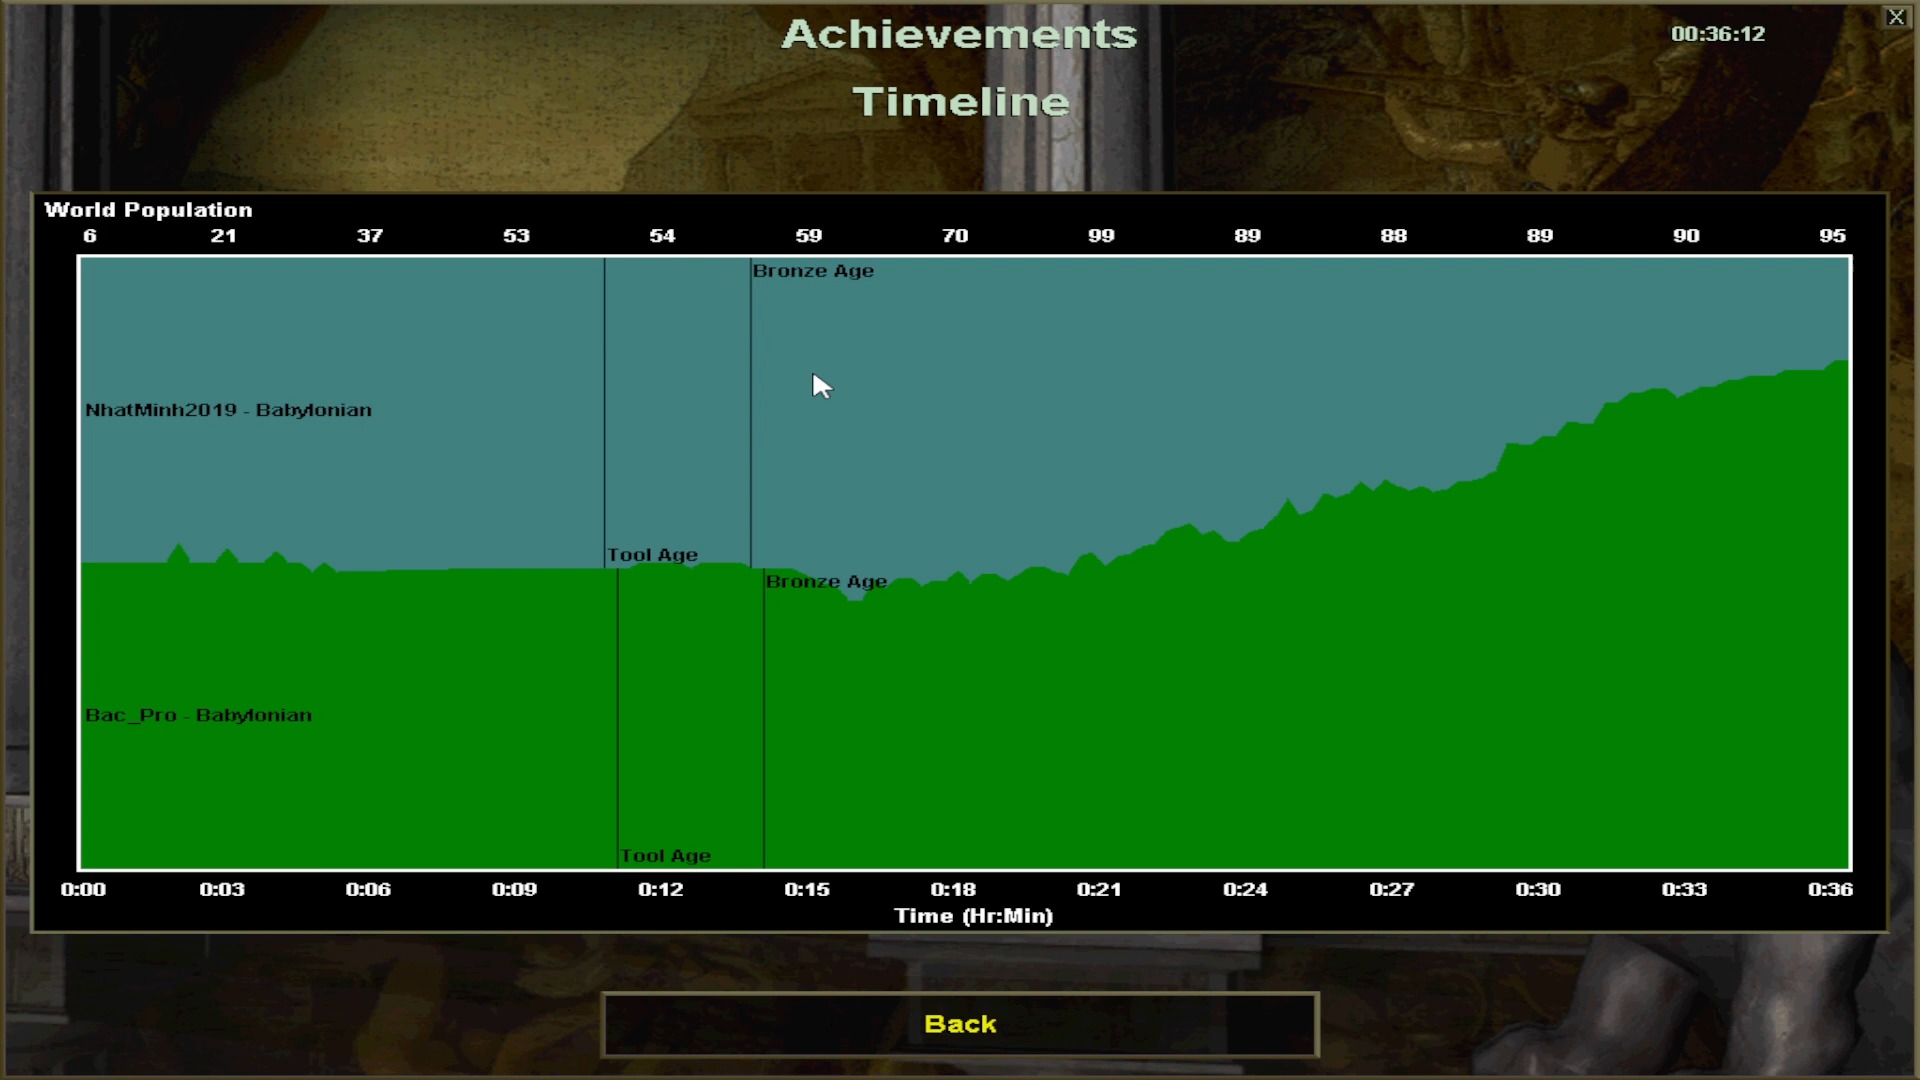 Achievements
00:36:12
X
Timeline
World Population
6 21 37 53 54 59 70 99 89 88 89 90 95
Bronze Age
NhatMinh2019 - Babylonian
Tool Age
Bronze Age
Bac_Pro - Babylonian
Tool Age
0:00 0:03 0:06 0:09 0:12 0:15 0:18 0:21 0:24 0:27 0:30 0:33 0:36
Time (Hr:Min)
Back